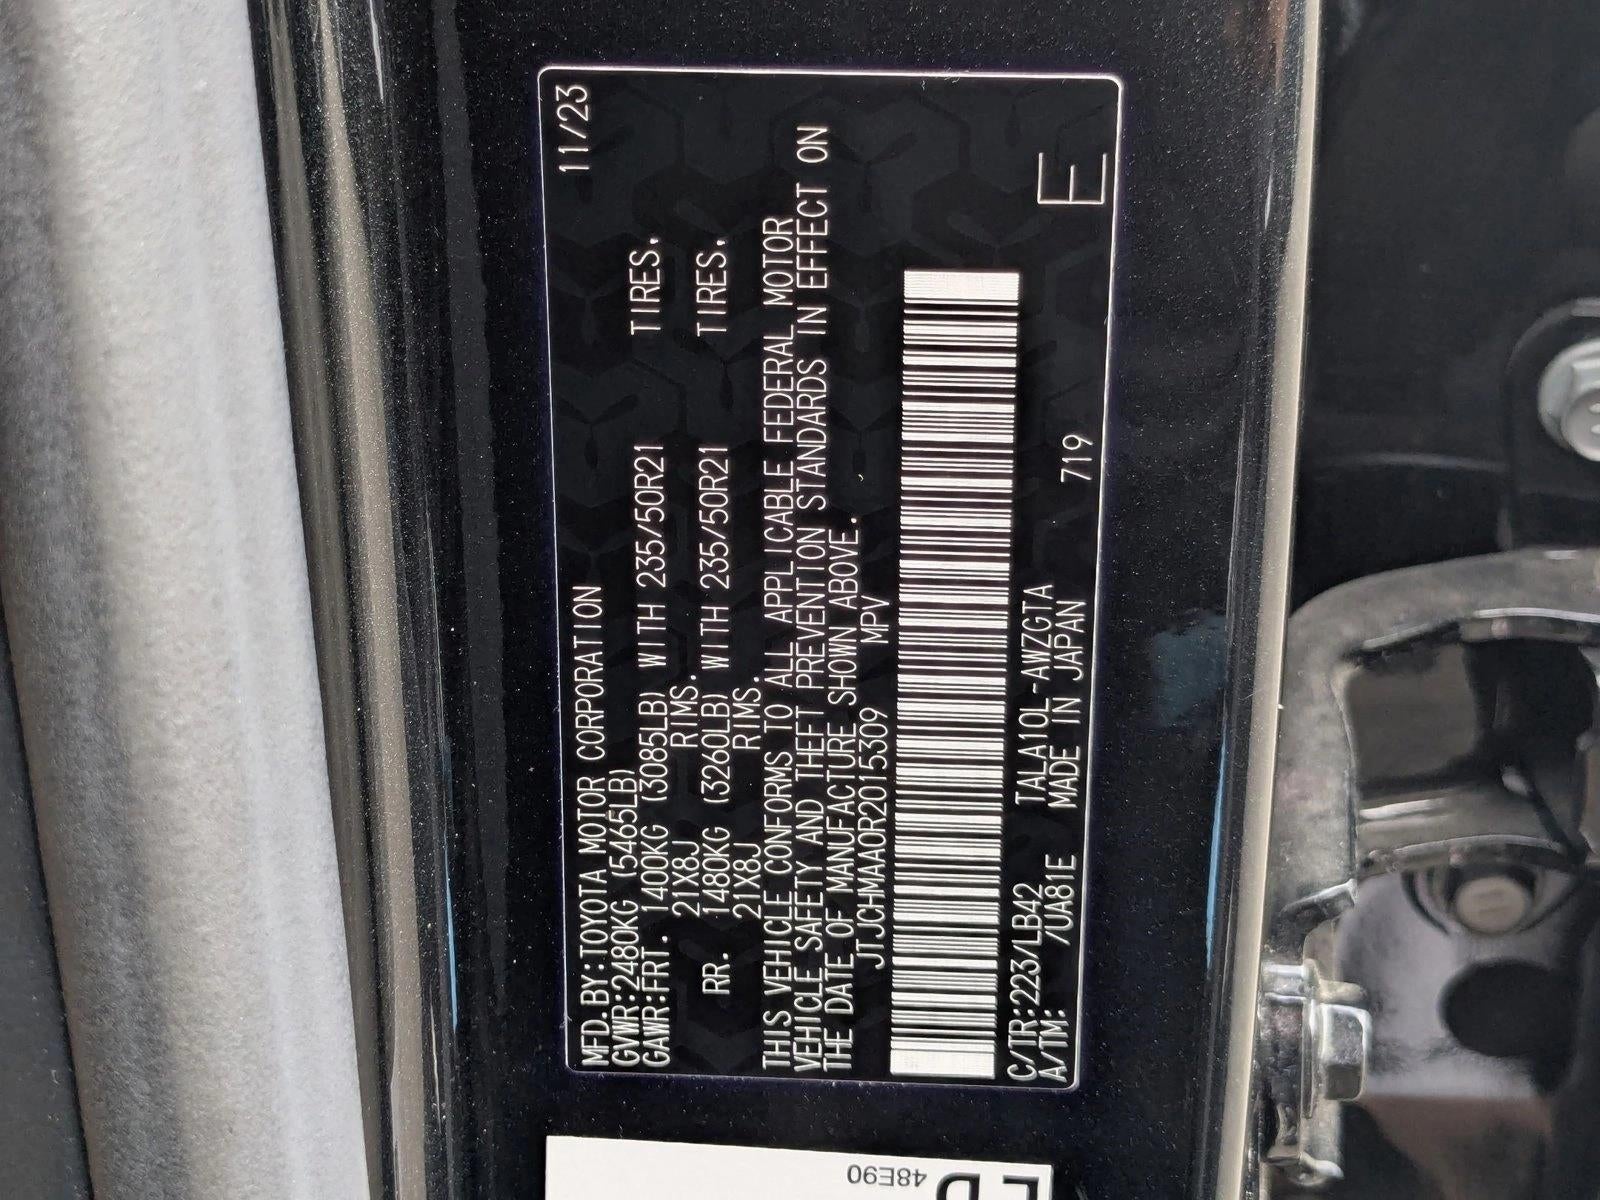 MFD.BY:TOYOTA MOTOR CORPORATION 11/23
GVWR:2480KG (5465LB)
GAWR:FRT. 1400KG (3085LB) WITH 235/50R21 TIRES.
21X8J RIMS.
RR. 1480KG (3260LB) WITH 235/50R21 TIRES.
21X8J RIMS.
THIS VEHICLE CONFORMS TO ALL APPLICABLE FEDERAL MOTOR
VEHICLE SAFETY AND THEFT PREVENTION STANDARDS IN EFFECT ON
THE DATE OF MANUFACTURE SHOWN ABOVE.
JTJCHMAA0R2015309 MPV
C/TR:223/LB42 TALA10L-AWZGTA
A/TM: /UA81E MADE IN JAPAN 719
E
48E90